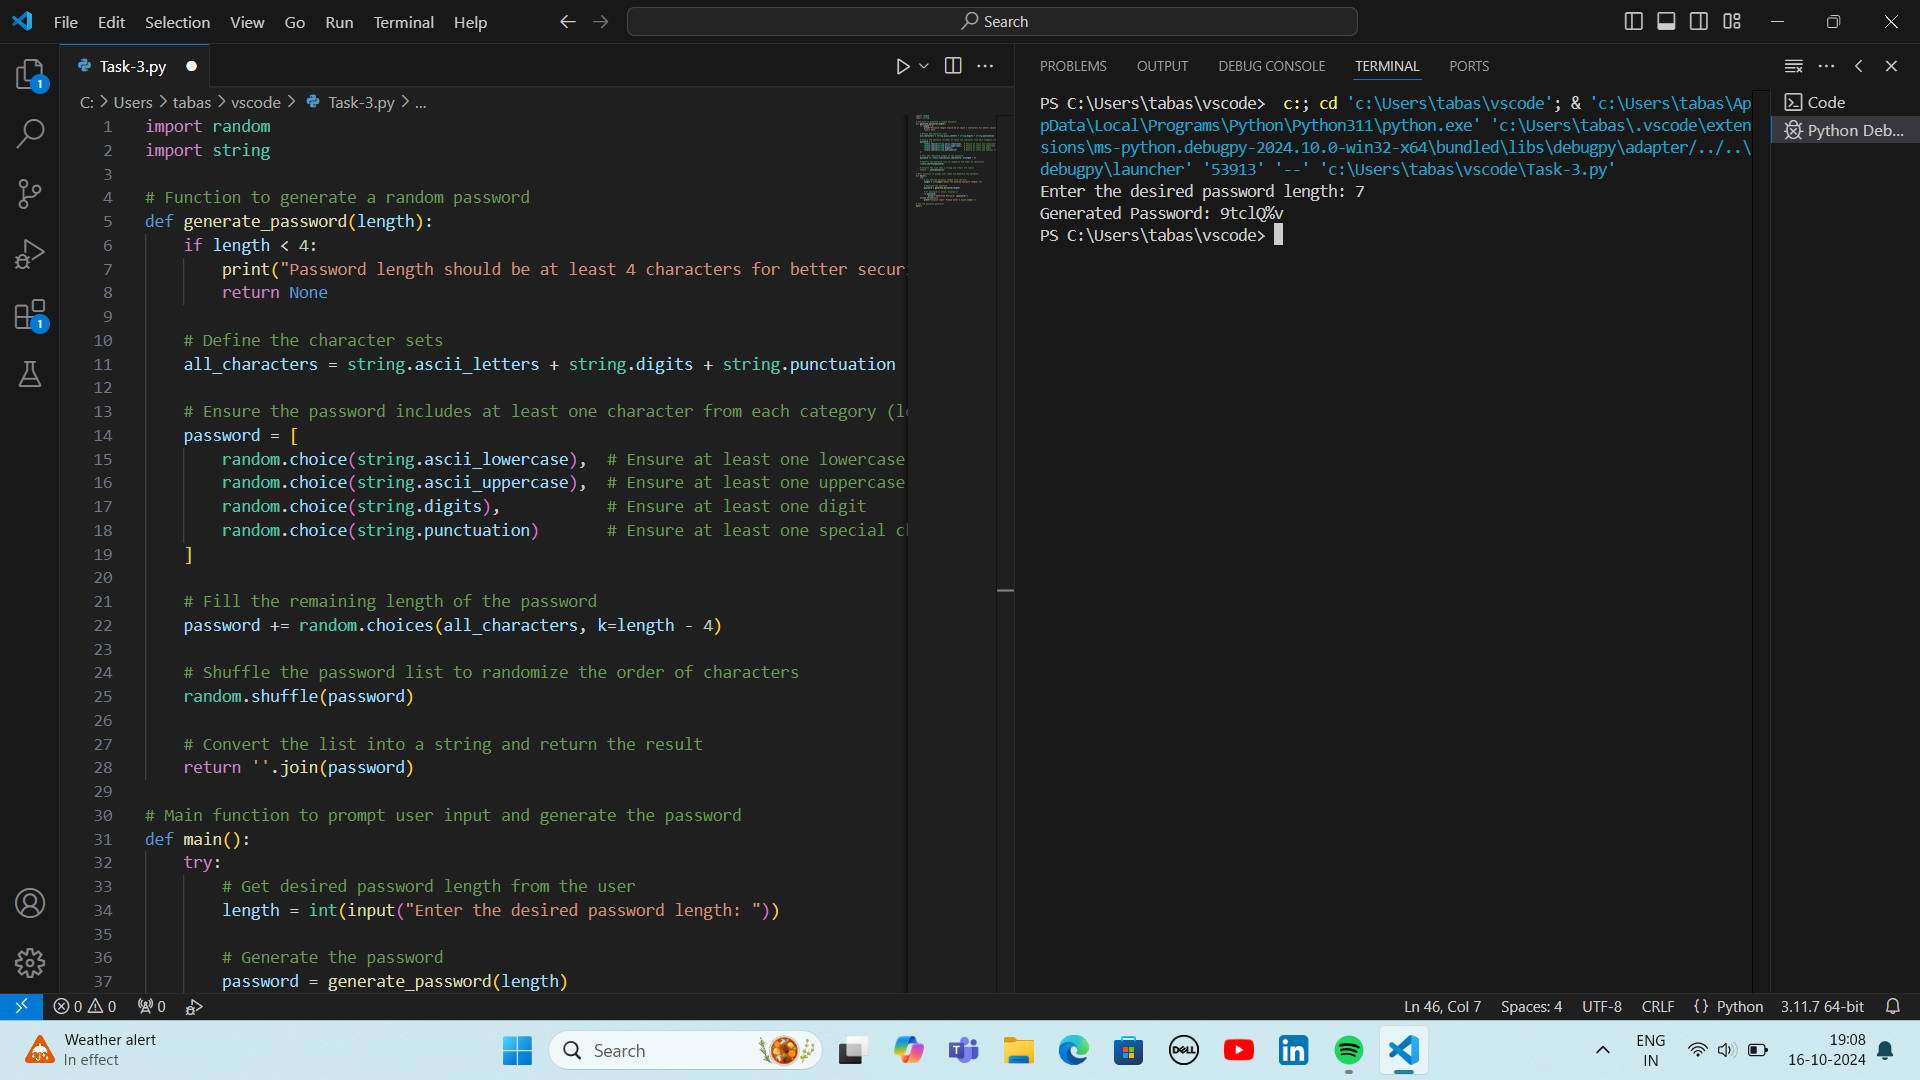 File Edit Selection View Go Run Terminal Help
Search
1
1
Task-3.py
C: > Users > tabas > vscode > Task-3.py > ...
1 import random
2 import string
3
4 # Function to generate a random password
5 def generate_password(length):
6 if length < 4:
7 print("Password length should be at least 4 characters for better secur
8 return None
9
10 # Define the character sets
11 all_characters = string.ascii_letters + string.digits + string.punctuation
12
13 # Ensure the password includes at least one character from each category (l
14 password = [
15 random.choice(string.ascii_lowercase), # Ensure at least one lowercase
16 random.choice(string.ascii_uppercase), # Ensure at least one uppercase
17 random.choice(string.digits), # Ensure at least one digit
18 random.choice(string.punctuation) # Ensure at least one special c
19 ]
20
21 # Fill the remaining length of the password
22 password += random.choices(all_characters, k=length - 4)
23
24 # Shuffle the password list to randomize the order of characters
25 random.shuffle(password)
26
27 # Convert the list into a string and return the result
28 return ''.join(password)
29
30 # Main function to prompt user input and generate the password
31 def main():
32 try:
33 # Get desired password length from the user
34 length = int(input("Enter the desired password length: "))
35
36 # Generate the password
37 password = generate_password(length)
PROBLEMS OUTPUT DEBUG CONSOLE TERMINAL PORTS
PS C:\Users\tabas\vscode> c:; cd 'c:\Users\tabas\vscode'; & 'c:\Users\tabas\Ap
pData\Local\Programs\Python\Python311\python.exe' 'c:\Users\tabas\.vscode\exten
sions\ms-python.debugpy-2024.10.0-win32-x64\bundled\libs\debugpy\adapter/../..\
debugpy\launcher' '53913' '--' 'c:\Users\tabas\vscode\Task-3.py'
Enter the desired password length: 7
Generated Password: 9tclQ%v
PS C:\Users\tabas\vscode>
Code
Python Deb...
0 0 0
Ln 46, Col 7 Spaces: 4 UTF-8 CRLF {} Python 3.11.7 64-bit
Weather alert
In effect
Search
DELL
ENG
IN
19:08
16-10-2024